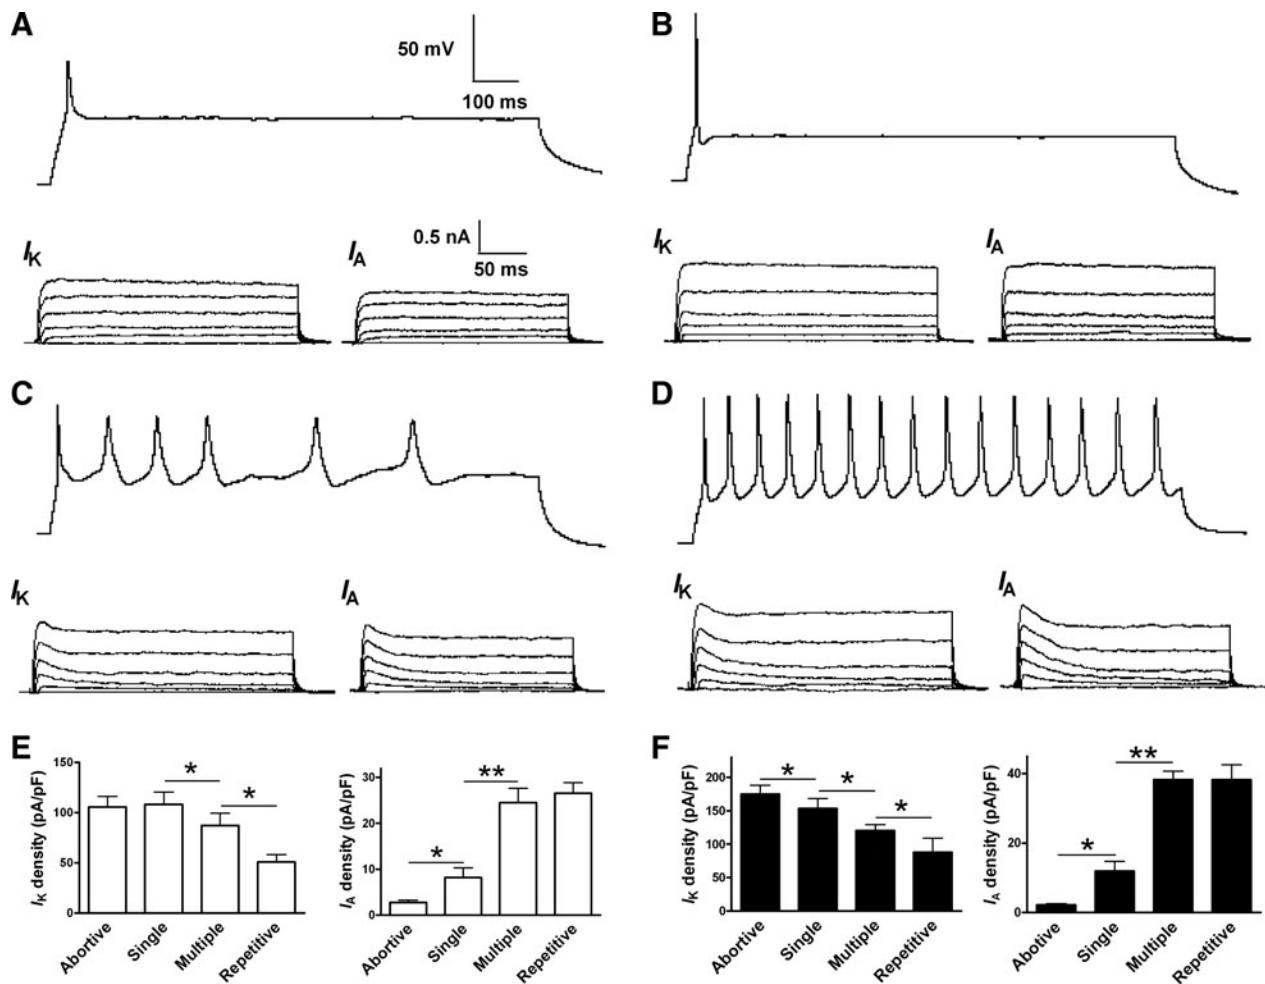 A
50 mV
100 ms
B
IK
0.5 nA
50 ms
IA
IK
IA
C
D
IK
IA
IK
IA
E
IK density (pA/pF)
150
100
50
0
*
*
Abortive
Single
Multiple
Repetitive
IA density (pA/pF)
30
20
10
0
*
**
Abortive
Single
Multiple
Repetitive
F
IK density (pA/pF)
200
150
100
50
0
*
*
*
Abortive
Single
Multiple
Repetitive
IA density (pA/pF)
40
20
0
*
**
Abotive
Single
Multiple
Repetitive